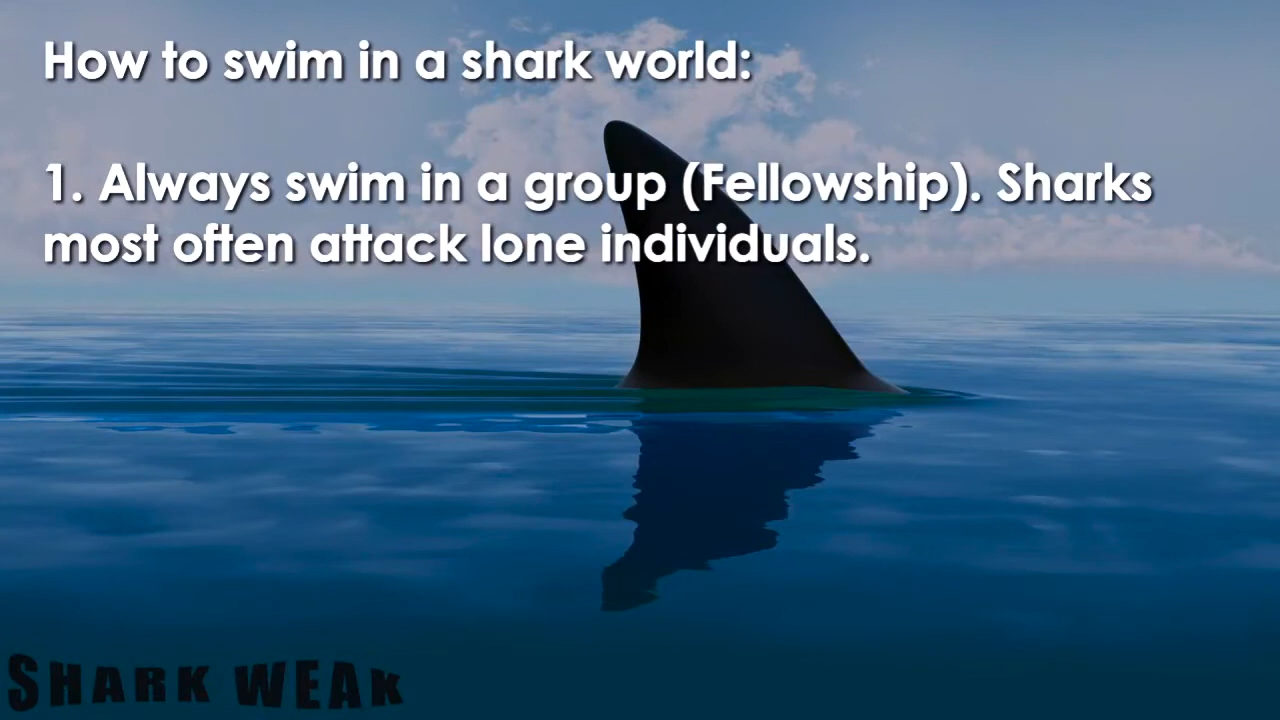 How to swim in a shark world:
1. Always swim in a group (Fellowship). Sharks
most often attack lone individuals.
SHARK WEAK